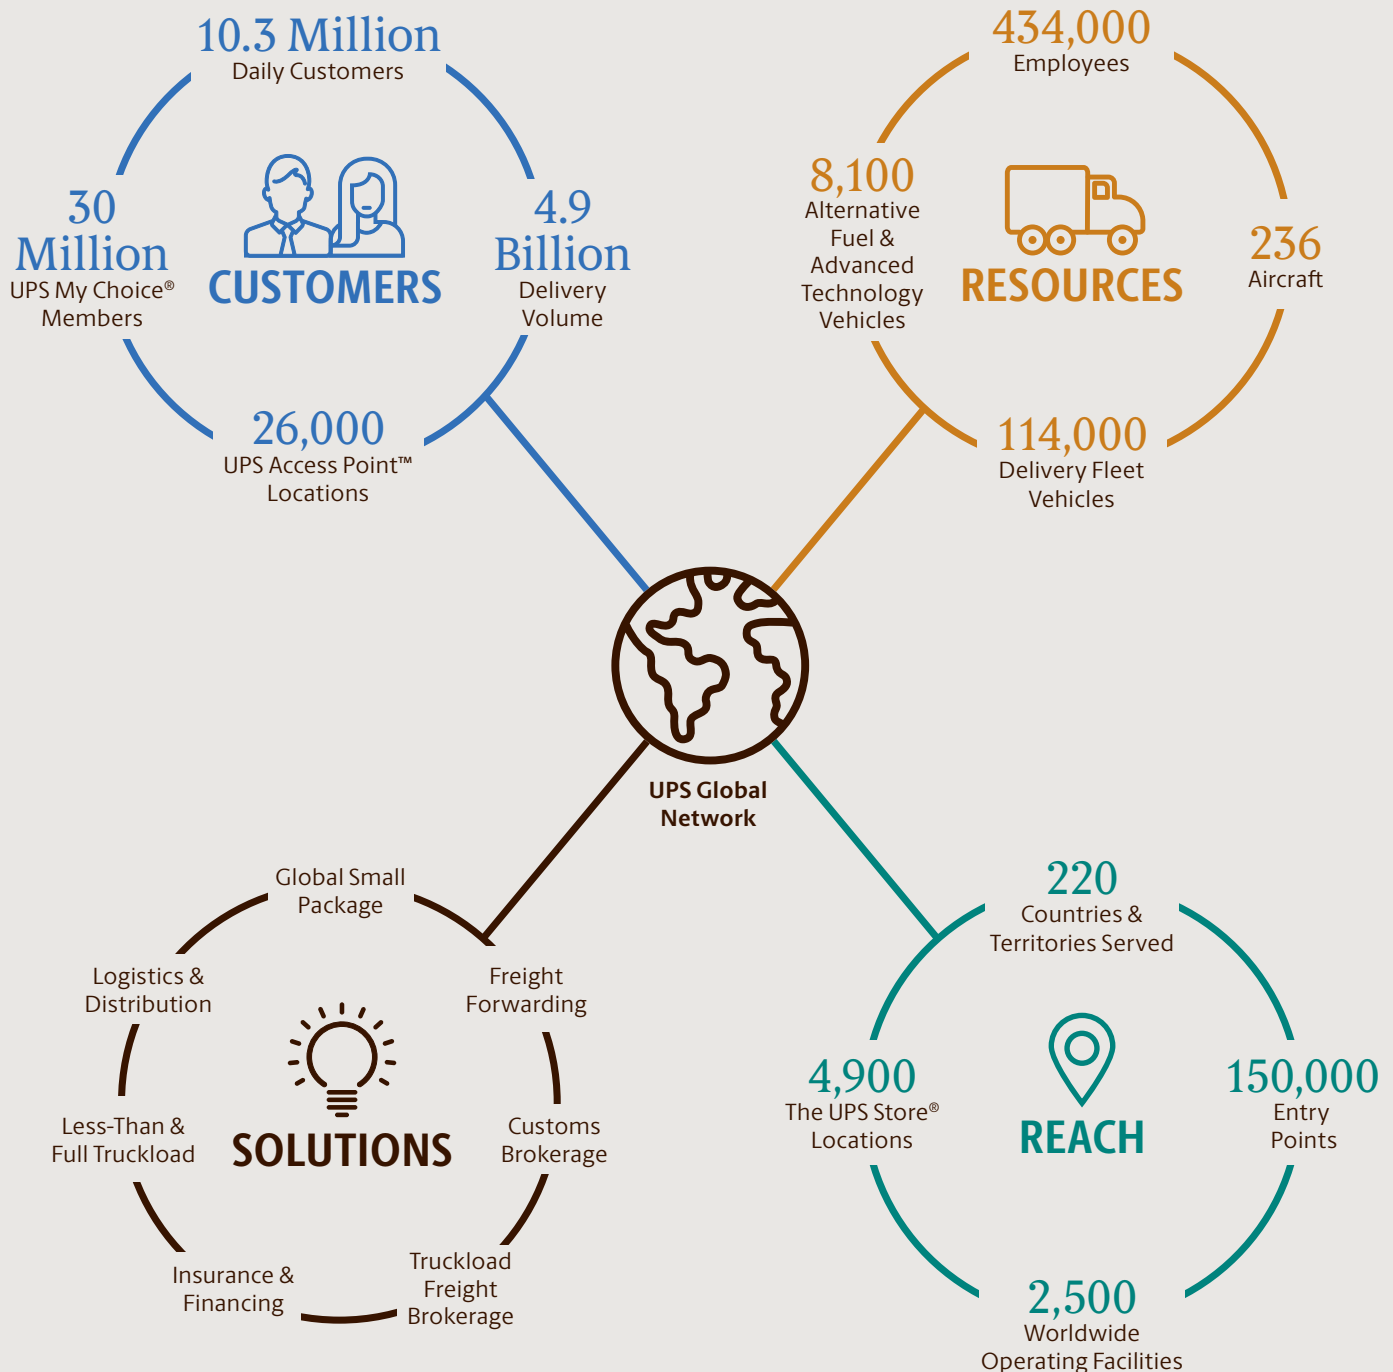 10.3 Million
Daily Customers
30
Million
UPS My Choice®
Members
CUSTOMERS
4.9
Billion
Delivery
Volume
26,000
UPS Access Point™
Locations
434,000
Employees
8,100
Alternative
Fuel &
Advanced
Technology
Vehicles
RESOURCES
236
Aircraft
114,000
Delivery Fleet
Vehicles
UPS Global
Network
Global Small
Package
Logistics &
Distribution
Freight
Forwarding
Less-Than &
Full Truckload
SOLUTIONS
Customs
Brokerage
Insurance &
Financing
Truckload
Freight
Brokerage
220
Countries &
Territories Served
4,900
The UPS Store®
Locations
REACH
150,000
Entry
Points
2,500
Worldwide
Operating Facilities